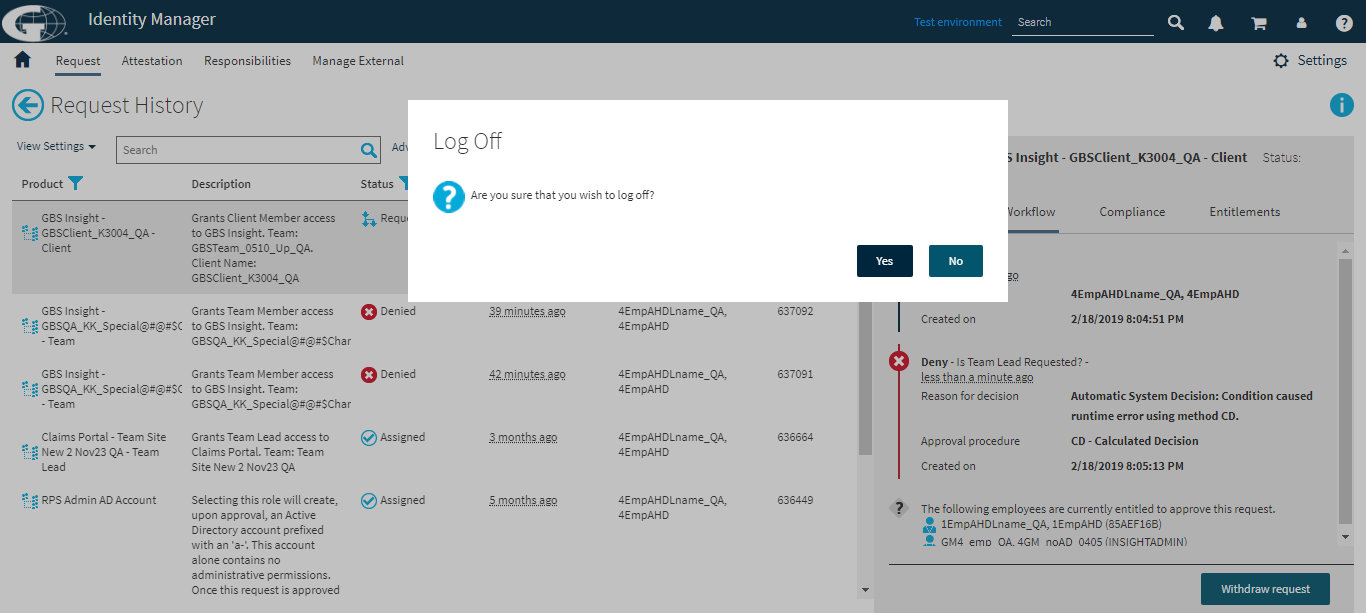 Identity Manager
Test environment
Search
Request
Attestation
Responsibilities
Manage External
Settings
Request History
View Settings
Search
Adv
Product
Description
Status
GBS Insight -
GBSClient_K3004_QA -
Client
Grants Client Member access
to GBS Insight. Team:
GBSTeam_0510_Up_QA.
Client Name:
GBSClient_K3004_QA
Reque
GBS Insight -
GBSQA_KK_Special@#@#$C
- Team
Grants Team Member access
to GBS Insight. Team:
GBSQA_KK_Special@#@#$Char
Denied
39 minutes ago
4EmpAHDLname_QA,
4EmpAHD
637092
GBS Insight -
GBSQA_KK_Special@#@#$C
- Team
Grants Team Member access
to GBS Insight. Team:
GBSQA_KK_Special@#@#$Char
Denied
42 minutes ago
4EmpAHDLname_QA,
4EmpAHD
637091
Claims Portal - Team Site
New 2 Nov23 QA - Team
Lead
Grants Team Lead access to
Claims Portal. Team: Team
Site New 2 Nov23 QA
Assigned
3 months ago
4EmpAHDLname_QA,
4EmpAHD
636664
RPS Admin AD Account
Selecting this role will create,
upon approval, an Active
Directory account prefixed
with an 'a-'. This account
alone contains no
administrative permissions.
Once this request is approved
Assigned
5 months ago
4EmpAHDLname_QA,
4EmpAHD
636449
Log Off
Are you sure that you wish to log off?
Yes
No
S Insight - GBSClient_K3004_QA - Client
Status:
Workflow
Compliance
Entitlements
go
4EmpAHDLname_QA, 4EmpAHD
Created on
2/18/2019 8:04:51 PM
Deny - Is Team Lead Requested? -
less than a minute ago
Reason for decision
Automatic System Decision: Condition caused
runtime error using method CD.
Approval procedure
CD - Calculated Decision
Created on
2/18/2019 8:05:13 PM
The following employees are currently entitled to approve this request.
1EmpAHDLname_QA, 1EmpAHD (85AEF16B)
GM4_emp_QA, 4GM_noAD_0405 (INSIGHTADMIN)
Withdraw request